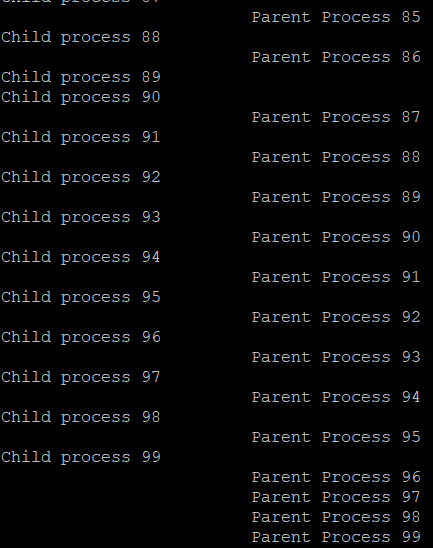 Child process 87
Parent Process 85
Child process 88
Parent Process 86
Child process 89
Child process 90
Parent Process 87
Child process 91
Parent Process 88
Child process 92
Parent Process 89
Child process 93
Parent Process 90
Child process 94
Parent Process 91
Child process 95
Parent Process 92
Child process 96
Parent Process 93
Child process 97
Parent Process 94
Child process 98
Parent Process 95
Child process 99
Parent Process 96
Parent Process 97
Parent Process 98
Parent Process 99